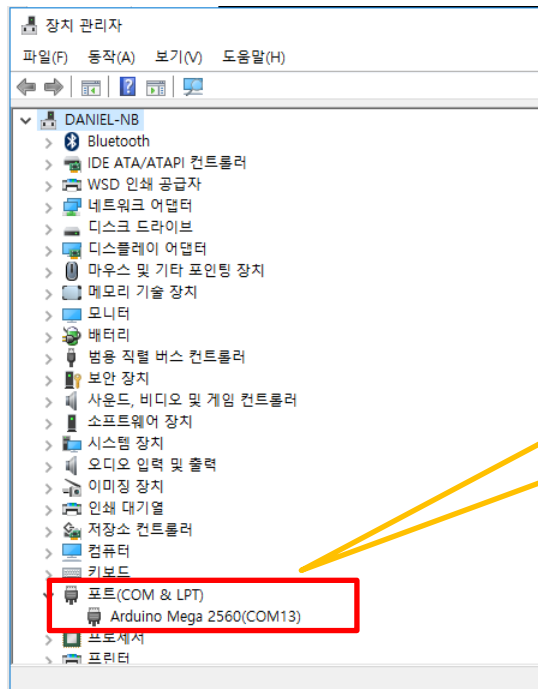 장치 관리자
파일(F) 동작(A) 보기(V) 도움말(H)
DANIEL-NB
Bluetooth
IDE ATA/ATAPI 컨트롤러
WSD 인쇄 공급자
네트워크 어댑터
디스크 드라이브
디스플레이 어댑터
마우스 및 기타 포인팅 장치
메모리 기술 장치
모니터
배터리
범용 직렬 버스 컨트롤러
보안 장치
사운드, 비디오 및 게임 컨트롤러
소프트웨어 장치
시스템 장치
오디오 입력 및 출력
이미징 장치
인쇄 대기열
저장소 컨트롤러
컴퓨터
키보드
포트(COM & LPT)
Arduino Mega 2560(COM13)
프로세서
프린터